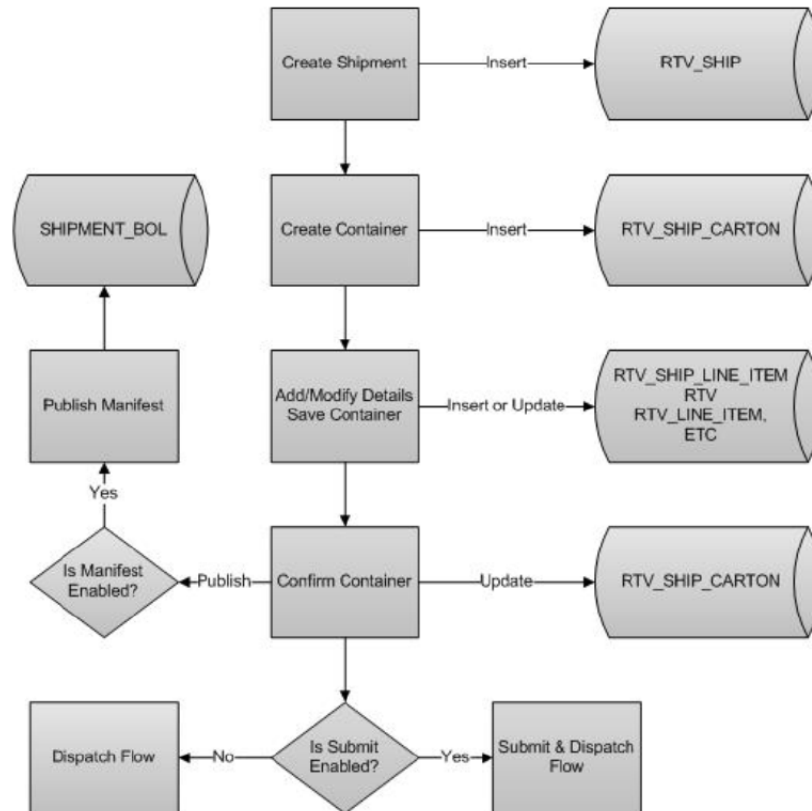 Create Shipment
Insert
RTV_SHIP
SHIPMENT_BOL
Create Container
Insert
RTV_SHIP_CARTON
Publish Manifest
Add/Modify Details
Save Container
Insert or Update
RTV_SHIP_LINE_ITEM
RTV
RTV_LINE_ITEM,
ETC
Yes
Is Manifest
Enabled?
Publish
Confirm Container
Update
RTV_SHIP_CARTON
Dispatch Flow
No
Is Submit
Enabled?
Yes
Submit & Dispatch
Flow